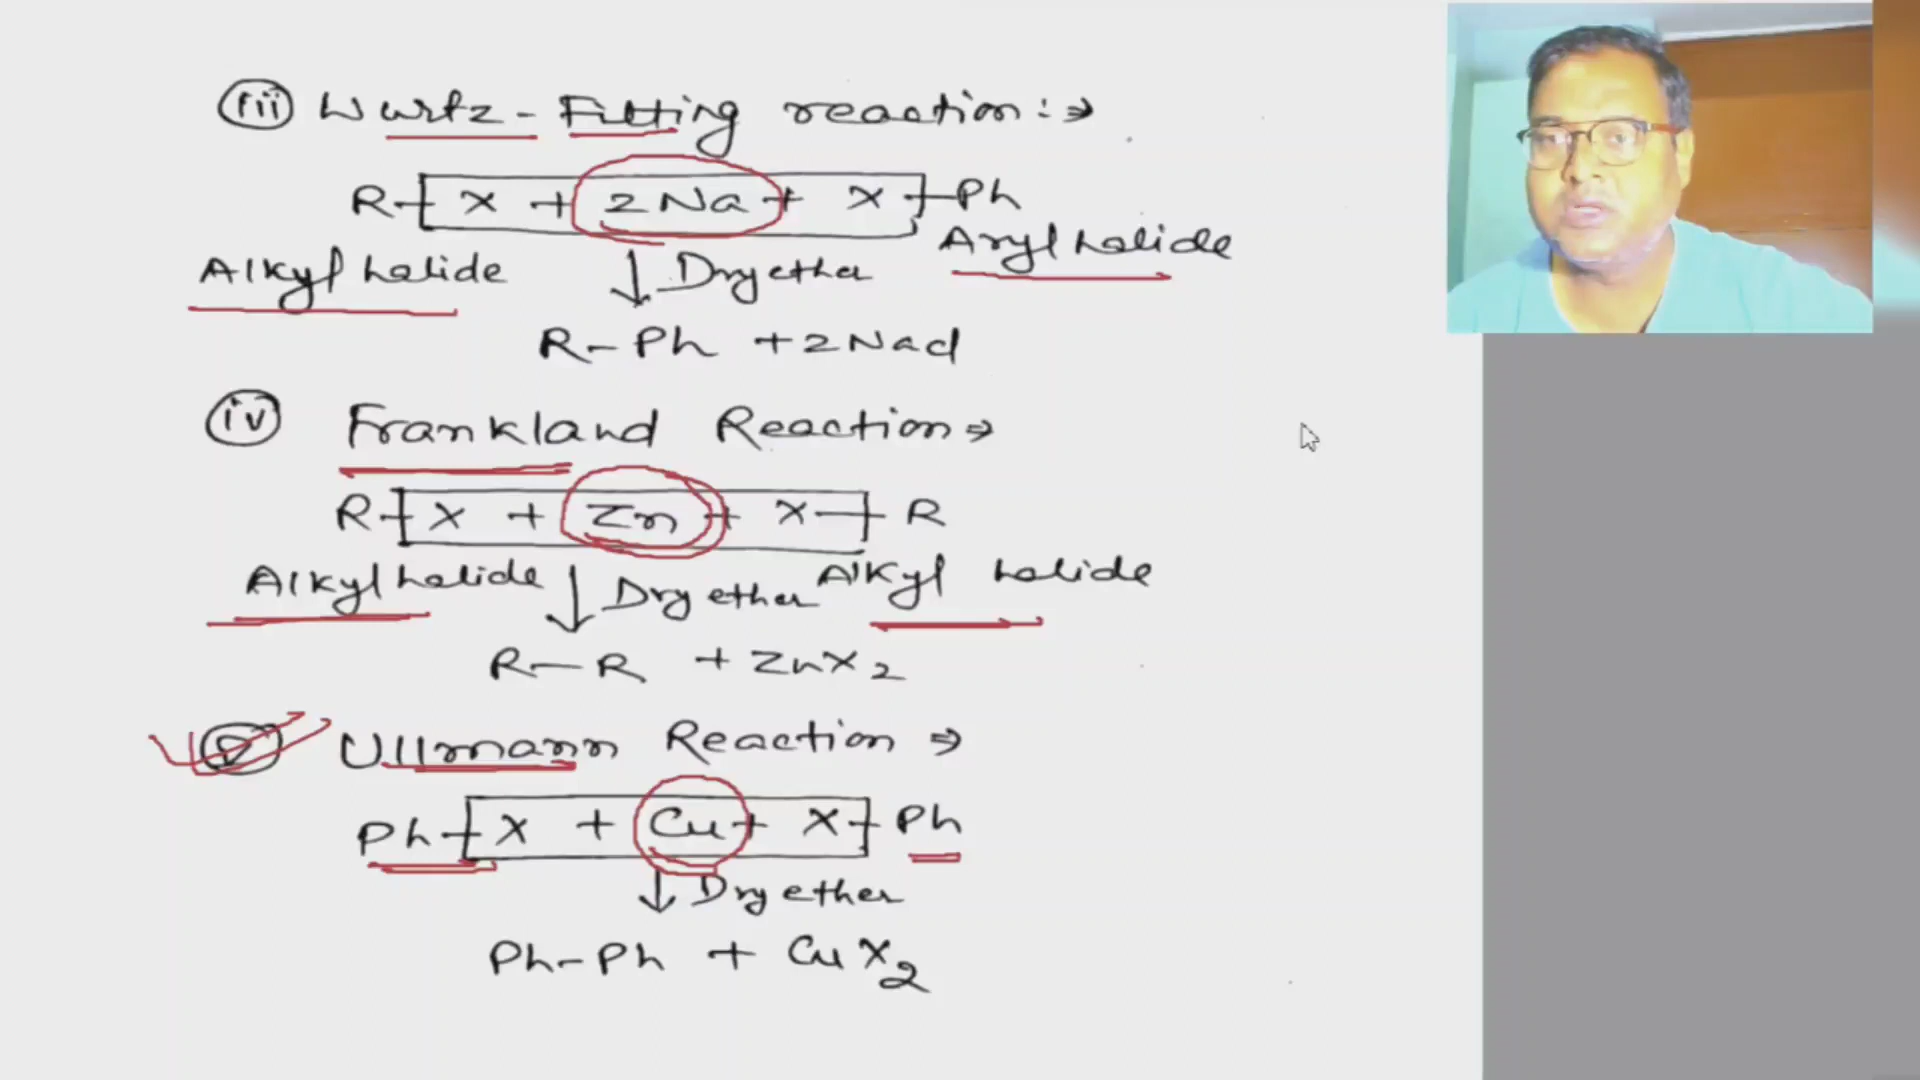 (iii) Wurtz - Fitting reaction :→
R - X + 2Na + X - Ph
Alkyl halide ↓ Dry ether Aryl halide
R-Ph + 2NaCl
(iv) Frankland Reaction →
R - X + Zn + X - R
Alkyl halide ↓ Dry ether Alkyl halide
R-R + ZnX2
(v) Ullmann Reaction ⇒
Ph - X + Cu + X - Ph
↓ Dry ether
Ph-Ph + CuX2